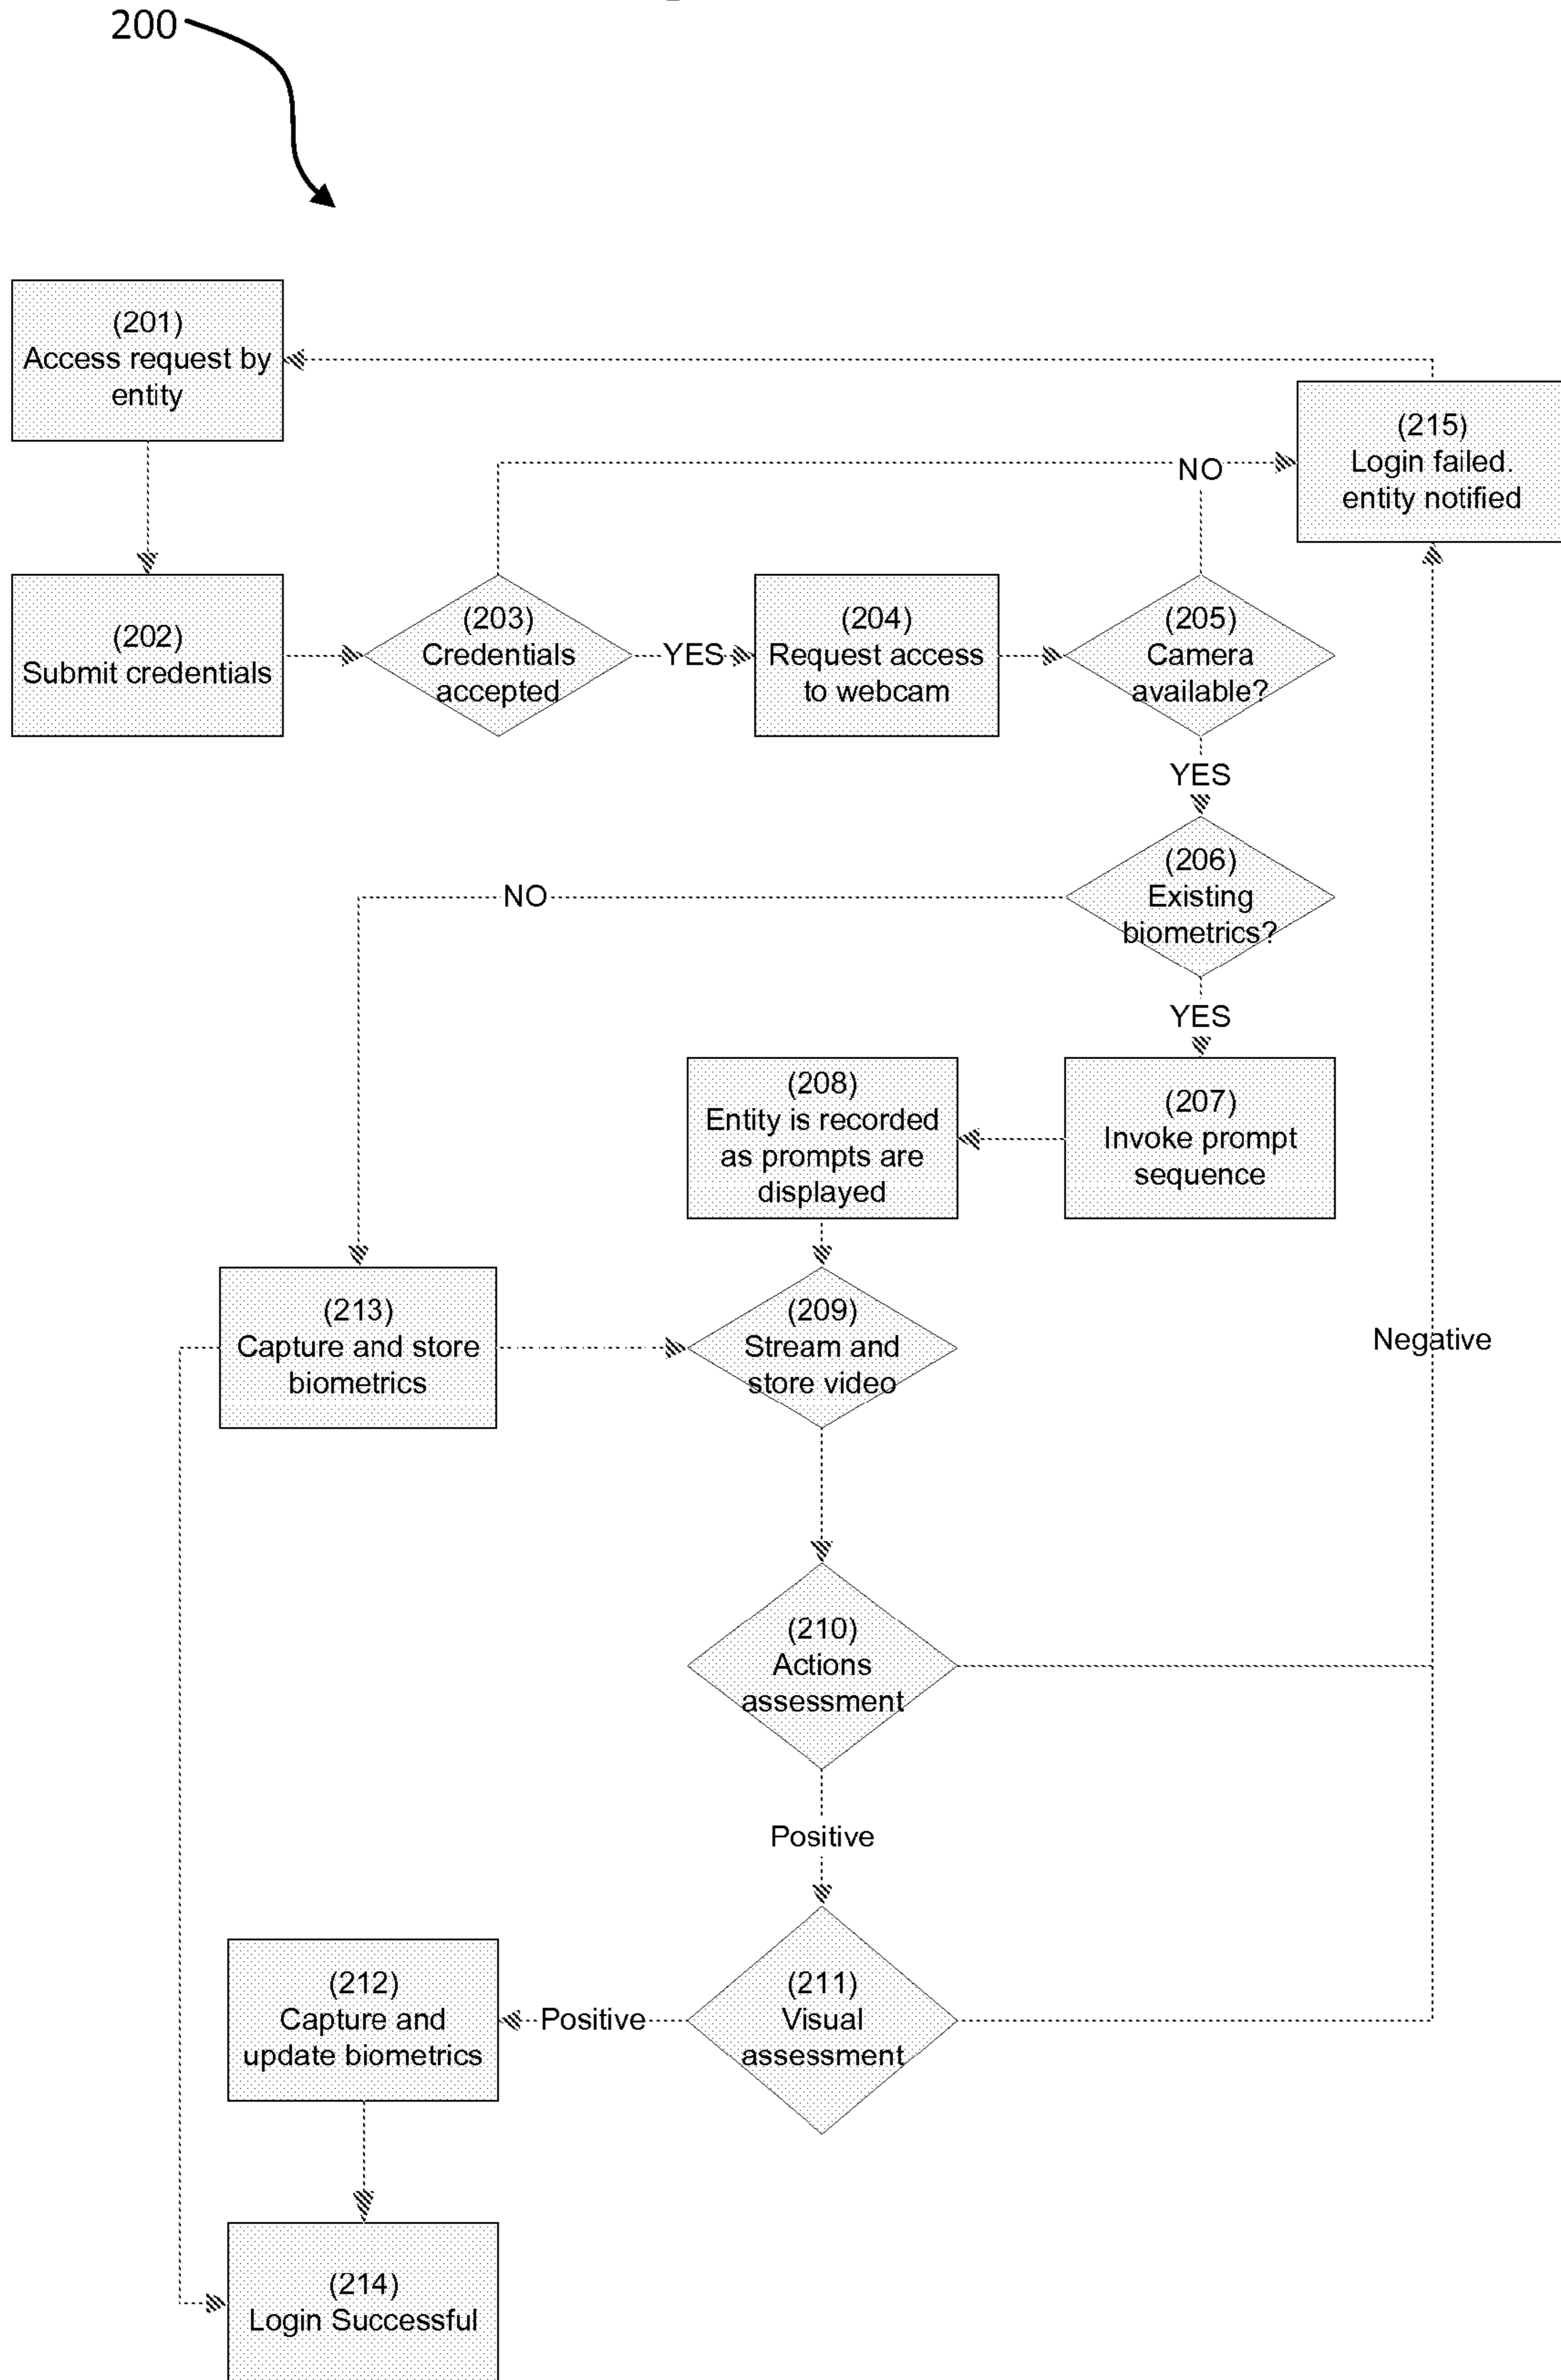 200
(201)
Access request by
entity
(215)
Login failed.
entity notified
NO
(202)
Submit credentials
(203)
Credentials
accepted
YES
(204)
Request access
to webcam
(205)
Camera
available?
YES
(206)
Existing
biometrics?
NO
YES
(207)
Invoke prompt
sequence
(208)
Entity is recorded
as prompts are
displayed
(213)
Capture and store
biometrics
(209)
Stream and
store video
Negative
(210)
Actions
assessment
Positive
(211)
Visual
assessment
Positive
(212)
Capture and
update biometrics
(214)
Login Successful